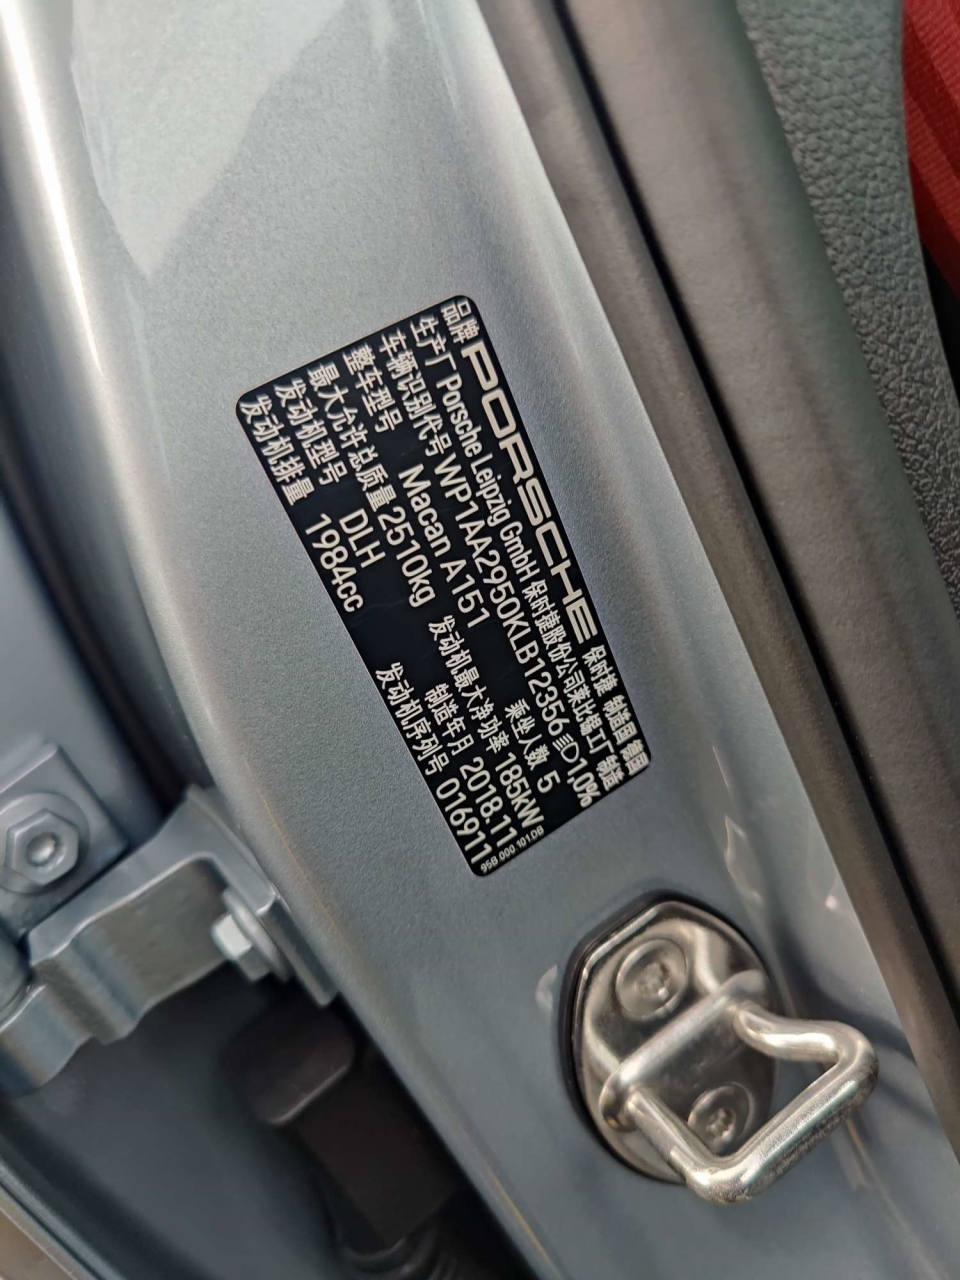 品牌 PORSCHE 保时捷 制造国 德国
生产厂 Porsche Leipzig GmbH 保时捷股份公司莱比锡工厂 制造
车辆识别代号 WP1AA2950KLB12356 1,0%
整车型号 Macan A151 乘坐人数 5
最大允许总质量 2510kg 发动机最大净功率 185kW
发动机型号 DLH 制造年月 2018.11
发动机排量 1984cc 发动机序列号 016911
95B.000.101.DB